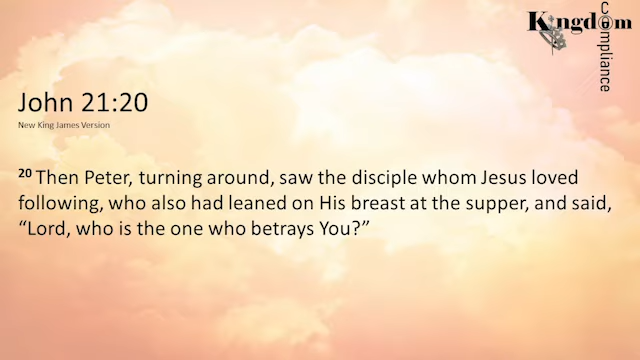 Kingdom
Compliance
John 21:20
New King James Version
20 Then Peter, turning around, saw the disciple whom Jesus loved
following, who also had leaned on His breast at the supper, and said,
“Lord, who is the one who betrays You?”